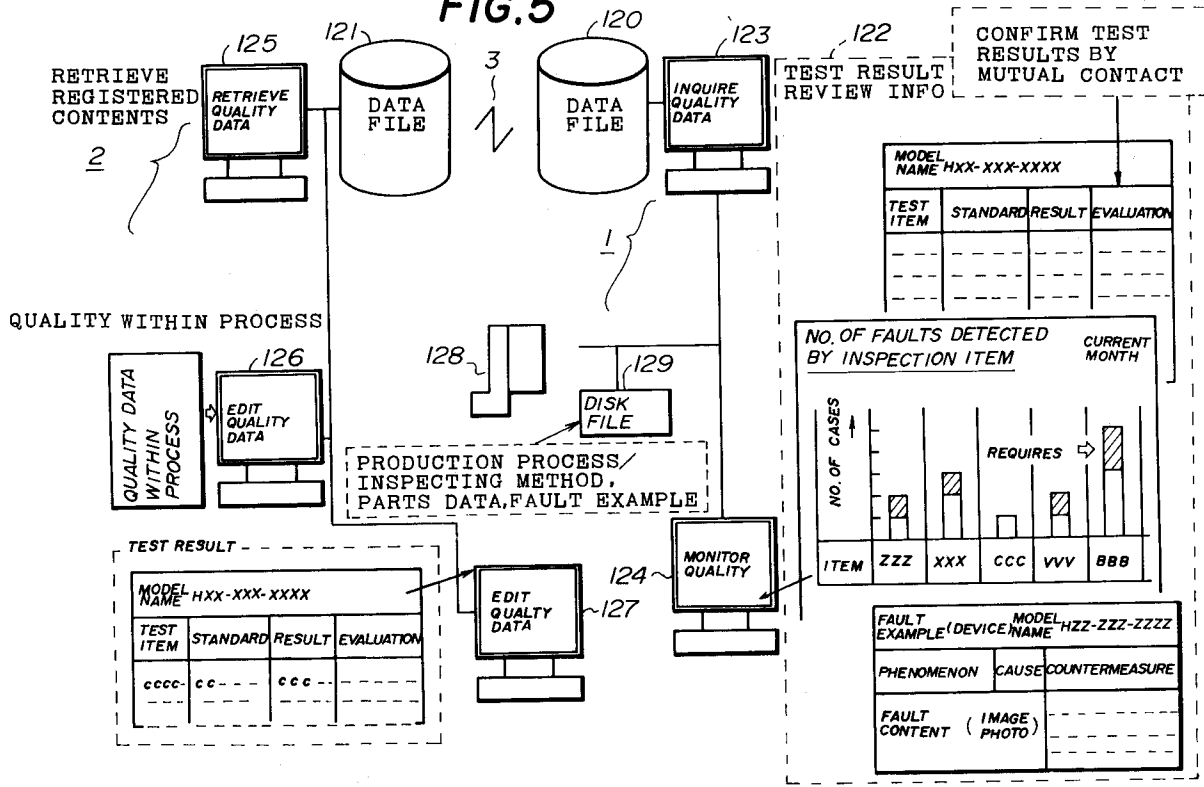 FIG.5
125
121
3
120
123
122
CONFIRM TEST
RESULTS BY
MUTUAL CONTACT
RETRIEVE
REGISTERED
CONTENTS
2
RETRIEVE
QUALITY
DATA
DATA
FILE
DATA
FILE
INQUIRE
QUALITY
DATA
TEST RESULT
REVIEW INFO
MODEL
NAME HXX-XXX-XXXX
TEST
ITEM
STANDARD
RESULT
EVALUATION
1
QUALITY WITHIN PROCESS
126
QUALITY DATA
WITHIN
PROCESS
EDIT
QUALITY
DATA
128
129
DISK
FILE
PRODUCTION PROCESS/
INSPECTING METHOD,
PARTS DATA,FAULT EXAMPLE
NO. OF FAULTS DETECTED
BY INSPECTION ITEM
CURRENT
MONTH
NO. OF CASES
REQUIRES
ITEM
ZZZ
XXX
CCC
VVV
BBB
124
MONITOR
QUALITY
TEST RESULT
MODEL
NAME HXX-XXX-XXXX
TEST
ITEM
STANDARD
RESULT
EVALUATION
cccc-
cc---
ccc--
EDIT
QUALTY
DATA
127
FAULT
EXAMPLE (DEVICE) MODEL
NAME HZZ-ZZZ-ZZZZ
PHENOMENON
CAUSE
COUNTERMEASURE
FAULT
CONTENT
(IMAGE
PHOTO)